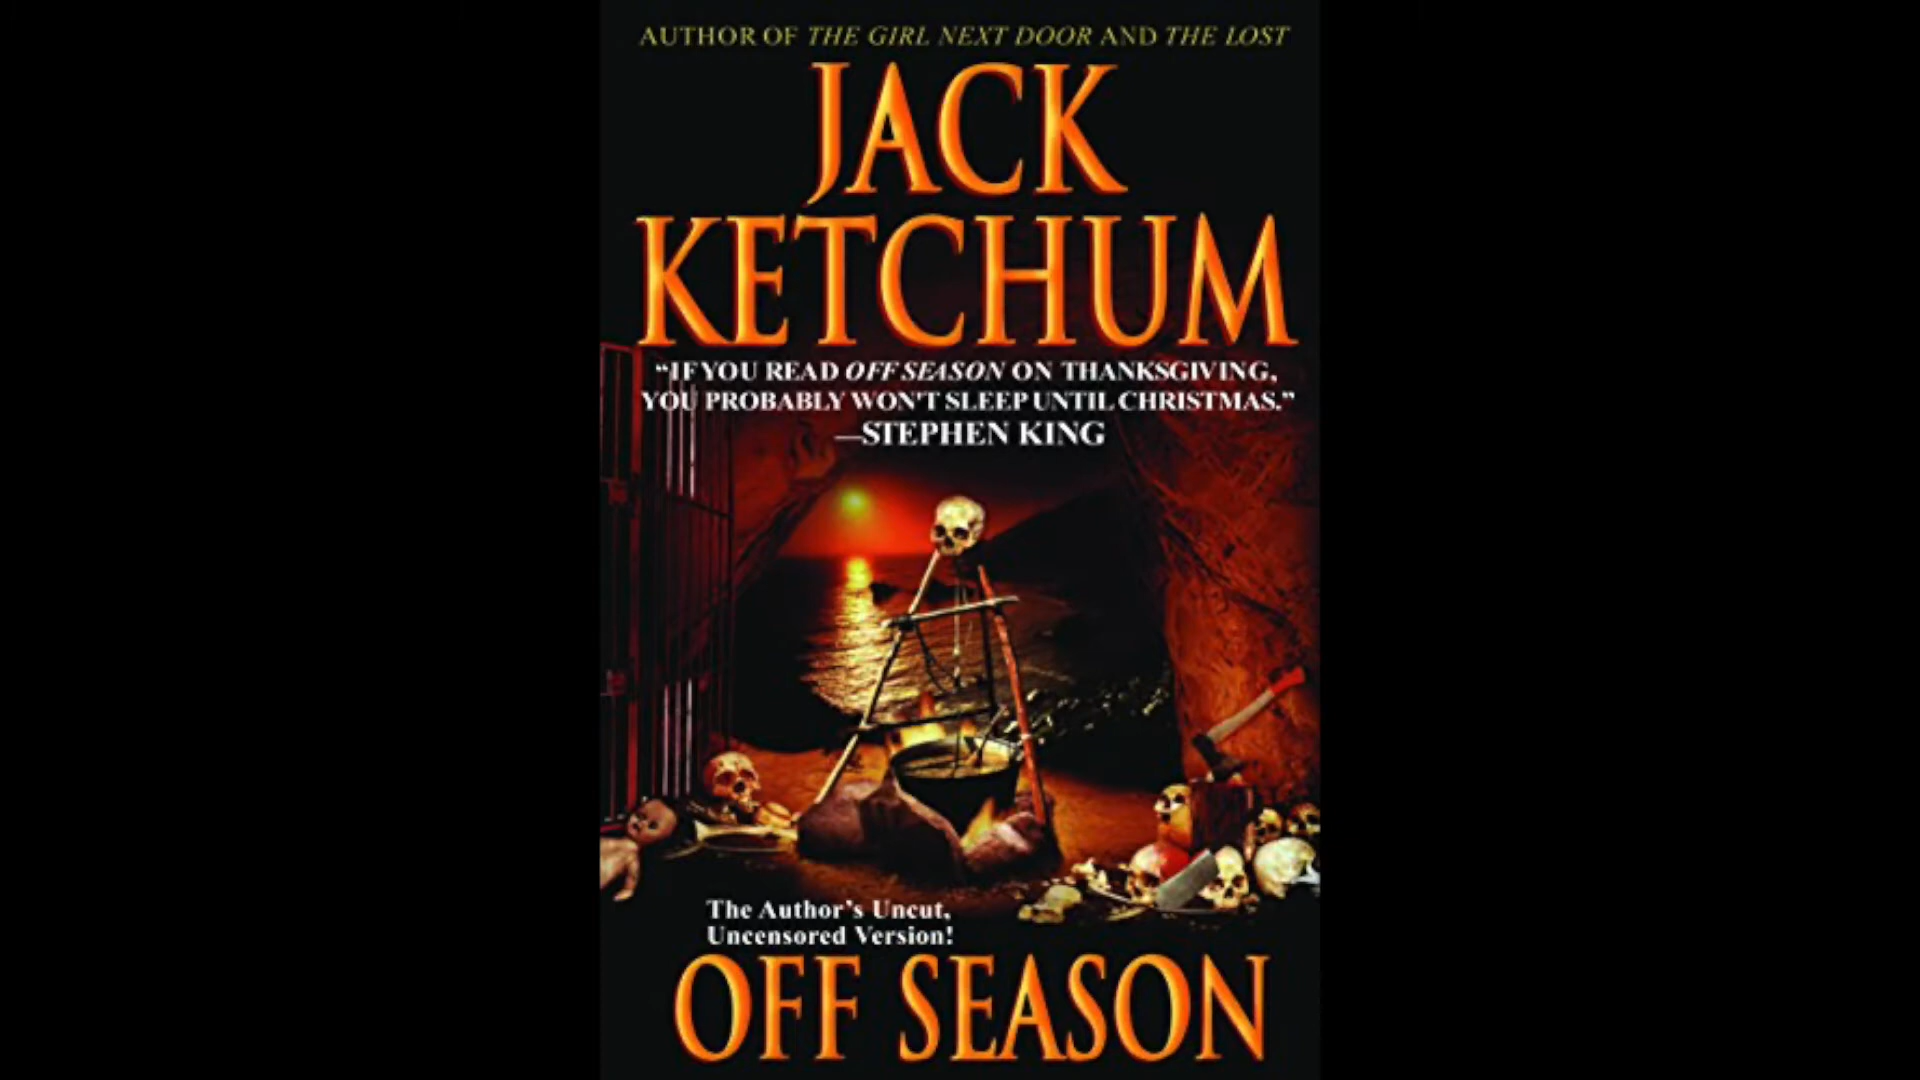 AUTHOR OF THE GIRL NEXT DOOR AND THE LOST
JACK
KETCHUM
“IF YOU READ OFF SEASON ON THANKSGIVING,
YOU PROBABLY WON'T SLEEP UNTIL CHRISTMAS.”
—STEPHEN KING
The Author’s Uncut,
Uncensored Version!
OFF SEASON